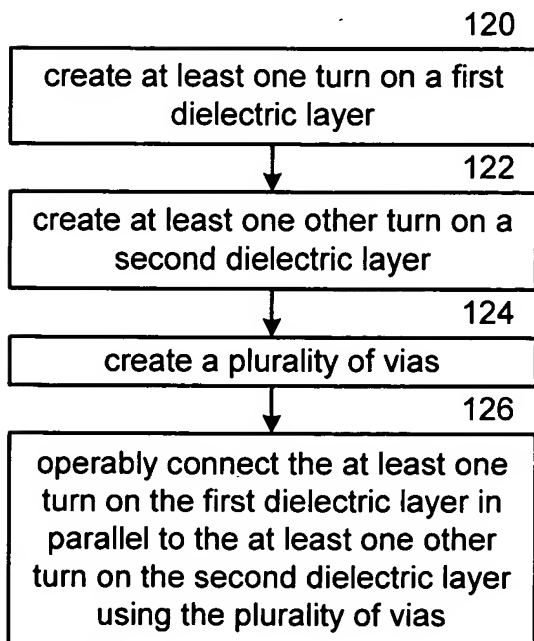 120
create at least one turn on a first
dielectric layer
122
create at least one other turn on a
second dielectric layer
124
create a plurality of vias
126
operably connect the at least one
turn on the first dielectric layer in
parallel to the at least one other
turn on the second dielectric layer
using the plurality of vias